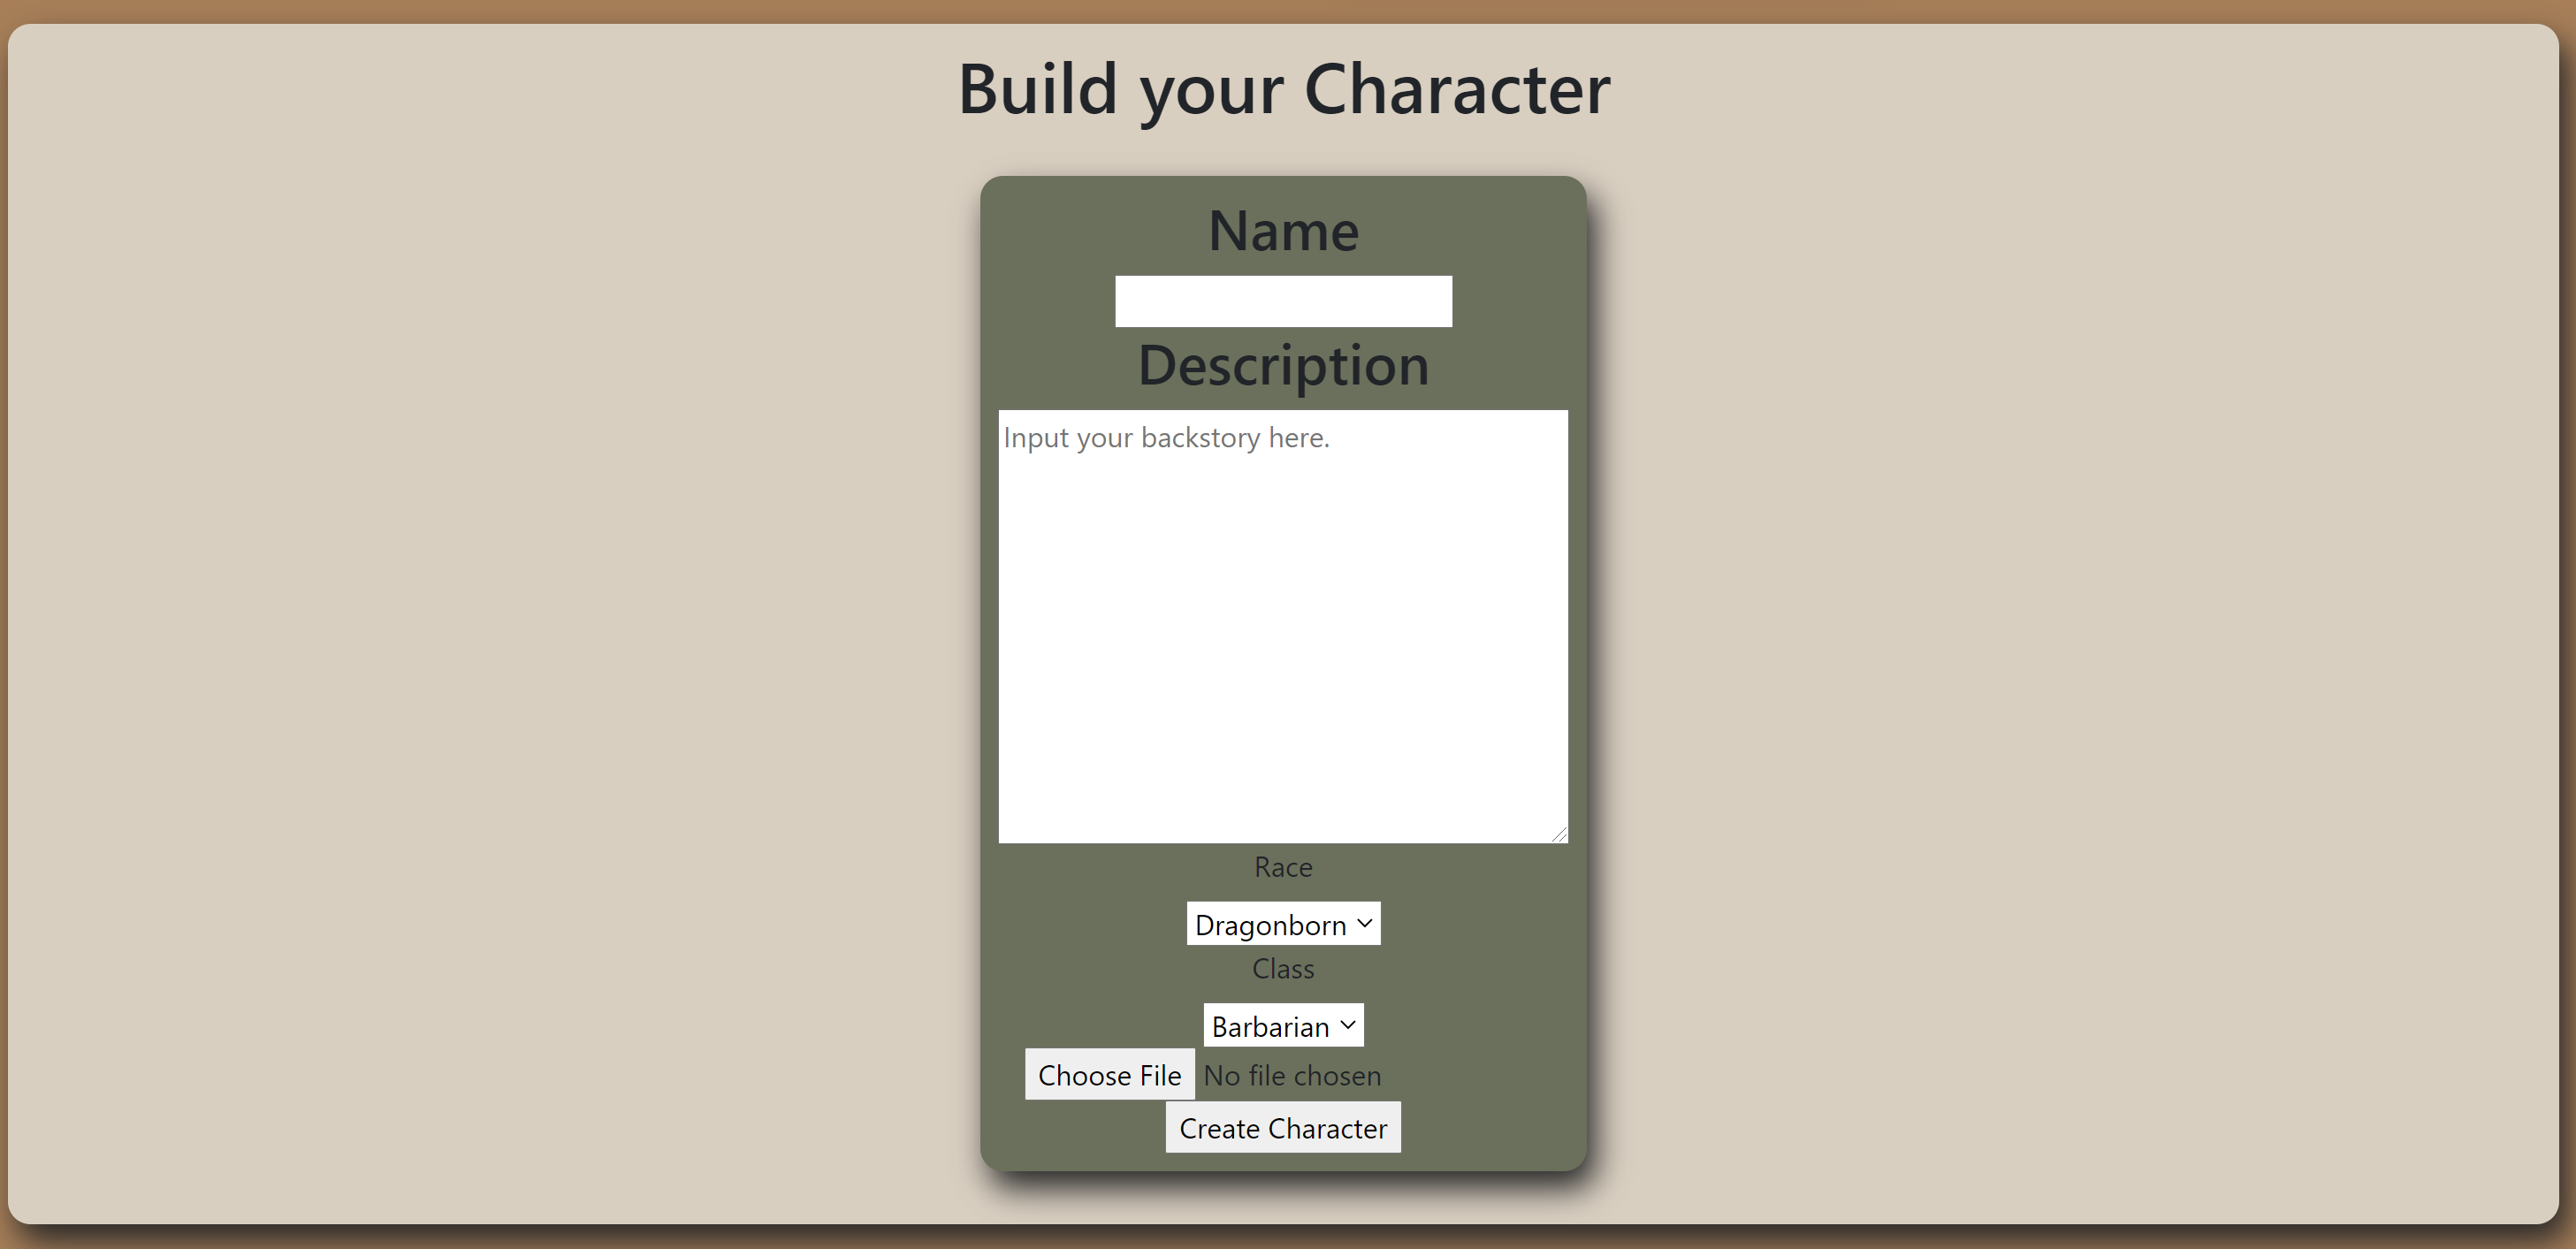 Build your Character
Name
Description
Input your backstory here.
Race
Dragonborn
Class
Barbarian
Choose File No file chosen
Create Character